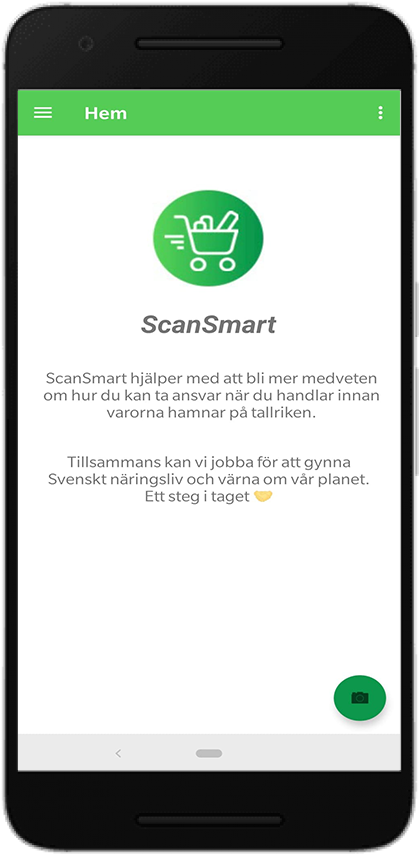 Hem
ScanSmart
ScanSmart hjälper med att bli mer medveten
om hur du kan ta ansvar när du handlar innan
varorna hamnar på tallriken.
Tillsammans kan vi jobba för att gynna
Svenskt näringsliv och värna om vår planet.
Ett steg i taget 🤝